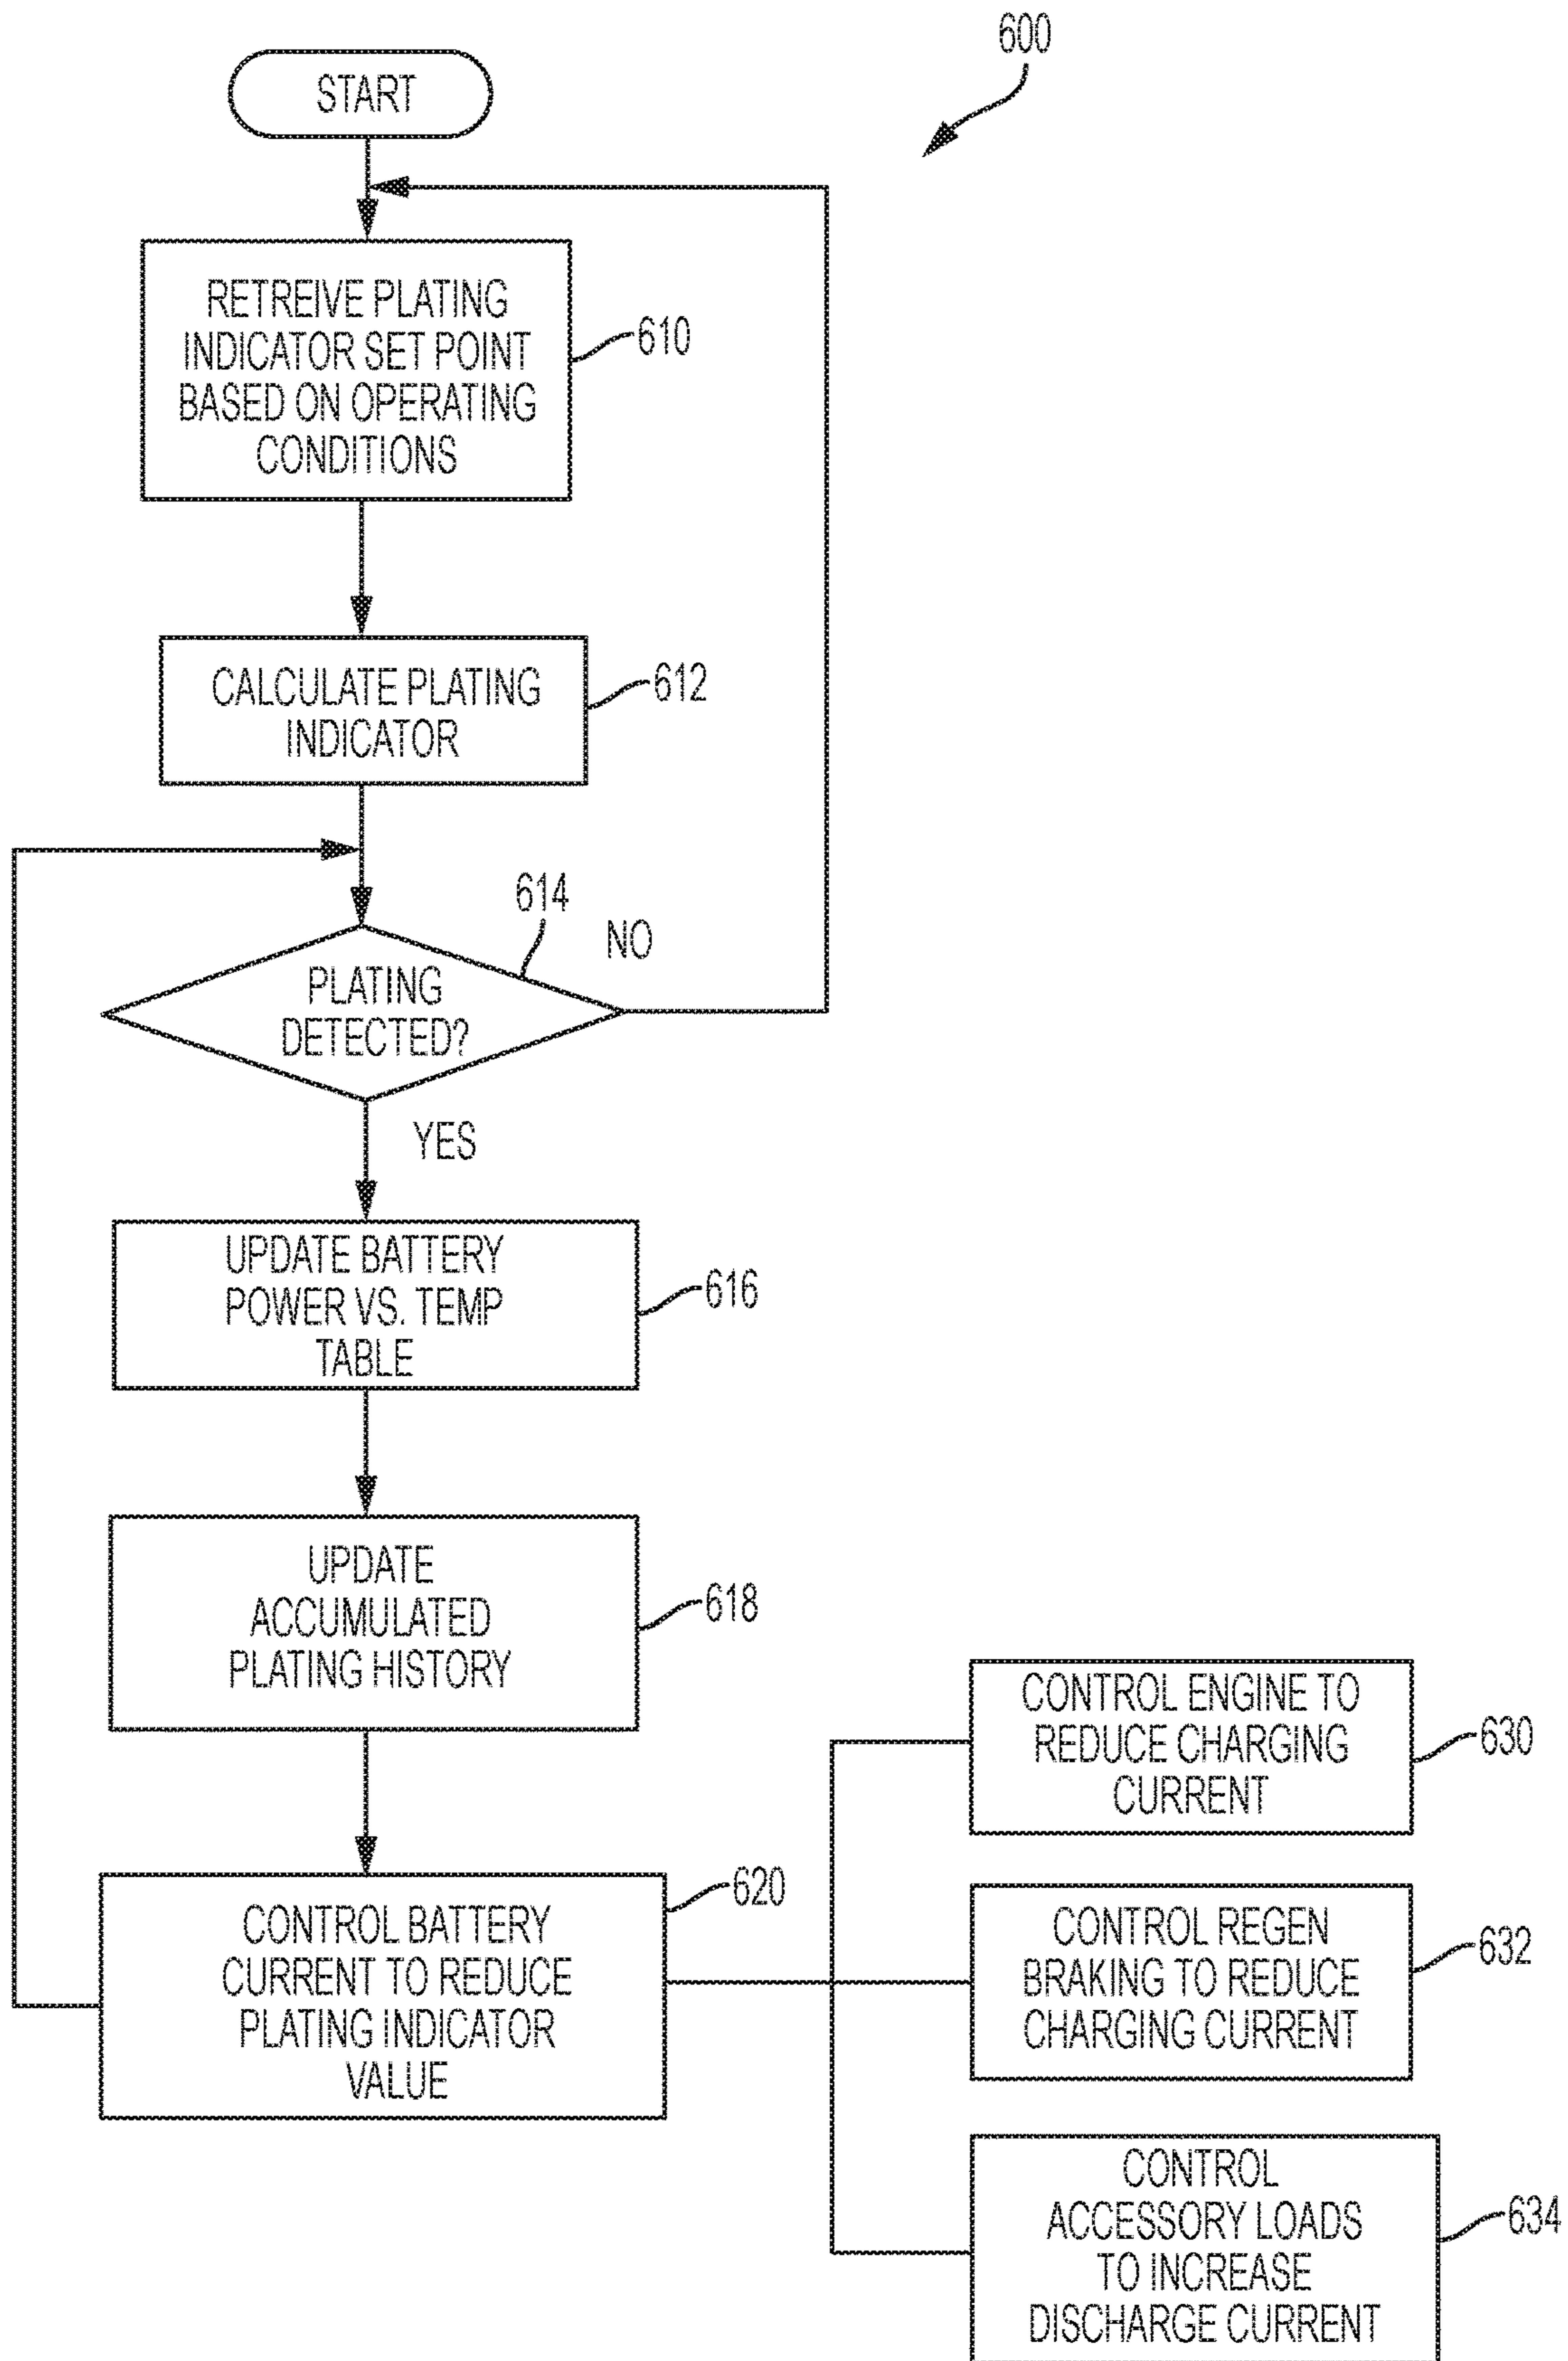 600
START
RETREIVE PLATING
INDICATOR SET POINT
BASED ON OPERATING
CONDITIONS
610
CALCULATE PLATING
INDICATOR
612
614
NO
PLATING
DETECTED?
YES
UPDATE BATTERY
POWER VS. TEMP
TABLE
616
UPDATE
ACCUMULATED
PLATING HISTORY
618
CONTROL BATTERY
CURRENT TO REDUCE
PLATING INDICATOR
VALUE
620
CONTROL ENGINE TO
REDUCE CHARGING
CURRENT
630
CONTROL REGEN
BRAKING TO REDUCE
CHARGING CURRENT
632
CONTROL
ACCESSORY LOADS
TO INCREASE
DISCHARGE CURRENT
634